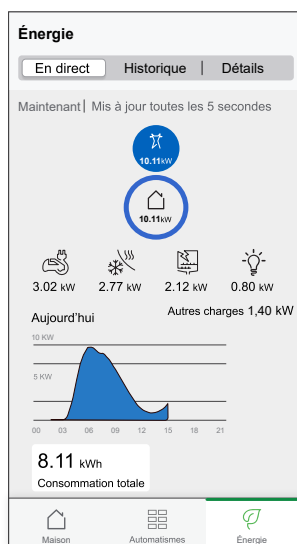 Énergie
En direct Historique | Détails
Maintenant | Mis à jour toutes les 5 secondes
10.11kW
10.11kW
3.02 kW 2.77 kW 2.12 kW 0.80 kW
Aujourd'hui
Autres charges 1,40 kW
10 KW
5 KW
00 03 06 09 12 15 18 21
8.11 kWh
Consommation totale
Maison Automatismes Énergie